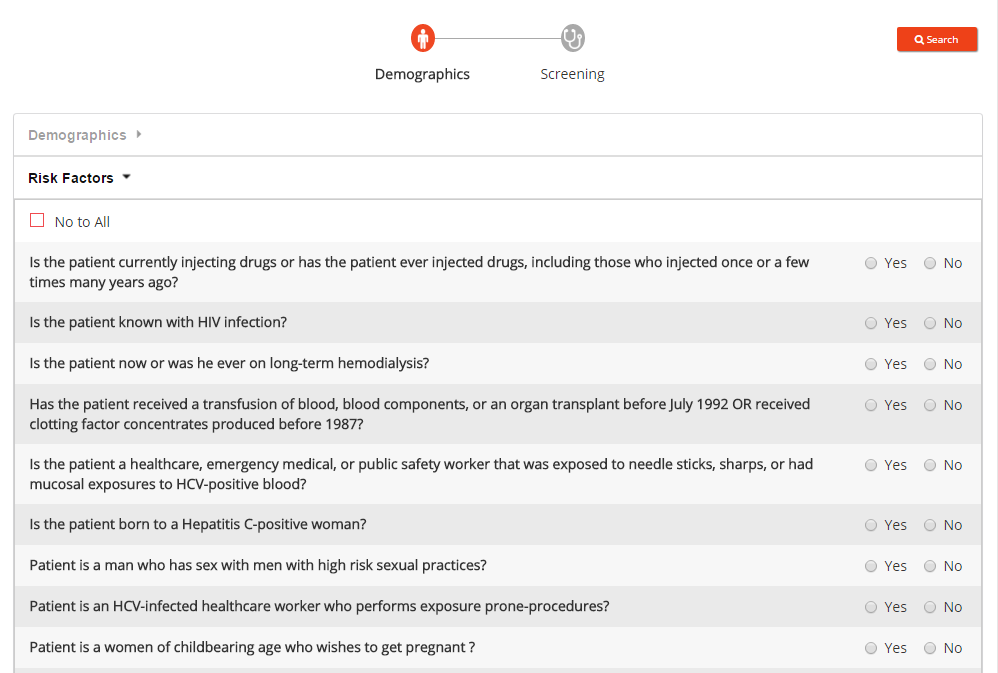 Search
Demographics
Screening
Demographics
Risk Factors
No to All
Is the patient currently injecting drugs or has the patient ever injected drugs, including those who injected once or a few
times many years ago?
Yes No
Is the patient known with HIV infection?
Yes No
Is the patient now or was he ever on long-term hemodialysis?
Yes No
Has the patient received a transfusion of blood, blood components, or an organ transplant before July 1992 OR received
clotting factor concentrates produced before 1987?
Yes No
Is the patient a healthcare, emergency medical, or public safety worker that was exposed to needle sticks, sharps, or had
mucosal exposures to HCV-positive blood?
Yes No
Is the patient born to a Hepatitis C-positive woman?
Yes No
Patient is a man who has sex with men with high risk sexual practices?
Yes No
Patient is an HCV-infected healthcare worker who performs exposure prone-procedures?
Yes No
Patient is a women of childbearing age who wishes to get pregnant ?
Yes No